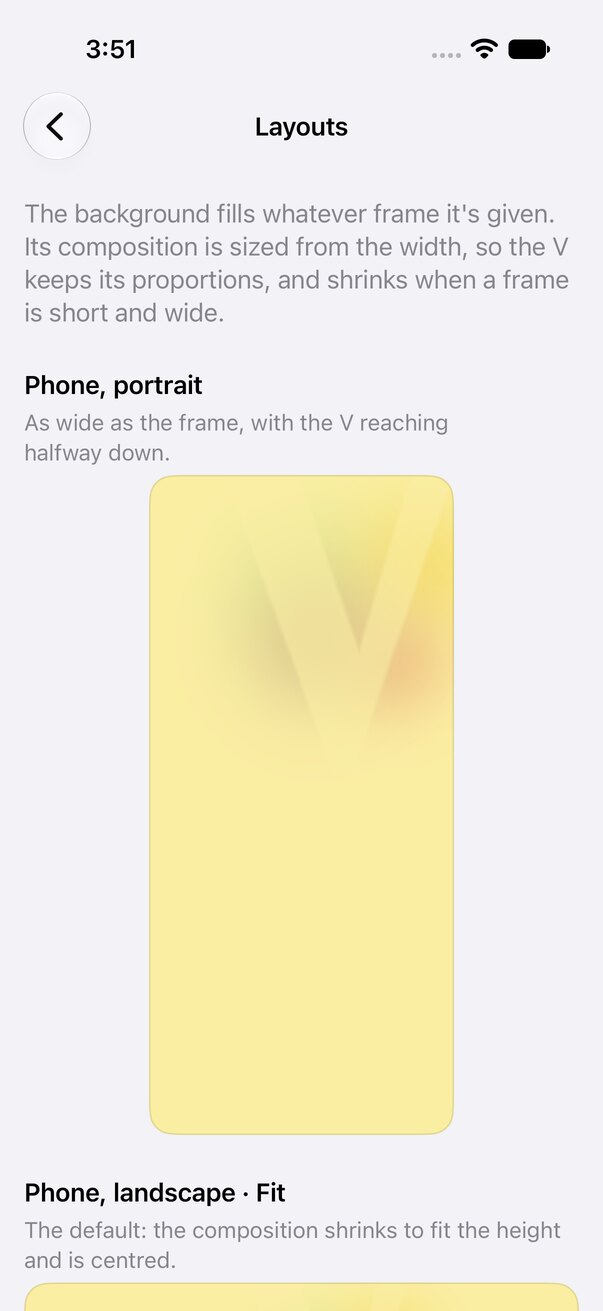 3:51
Layouts
The background fills whatever frame it's given.
Its composition is sized from the width, so the V
keeps its proportions, and shrinks when a frame
is short and wide.
Phone, portrait
As wide as the frame, with the V reaching
halfway down.
Phone, landscape · Fit
The default: the composition shrinks to fit the height
and is centred.